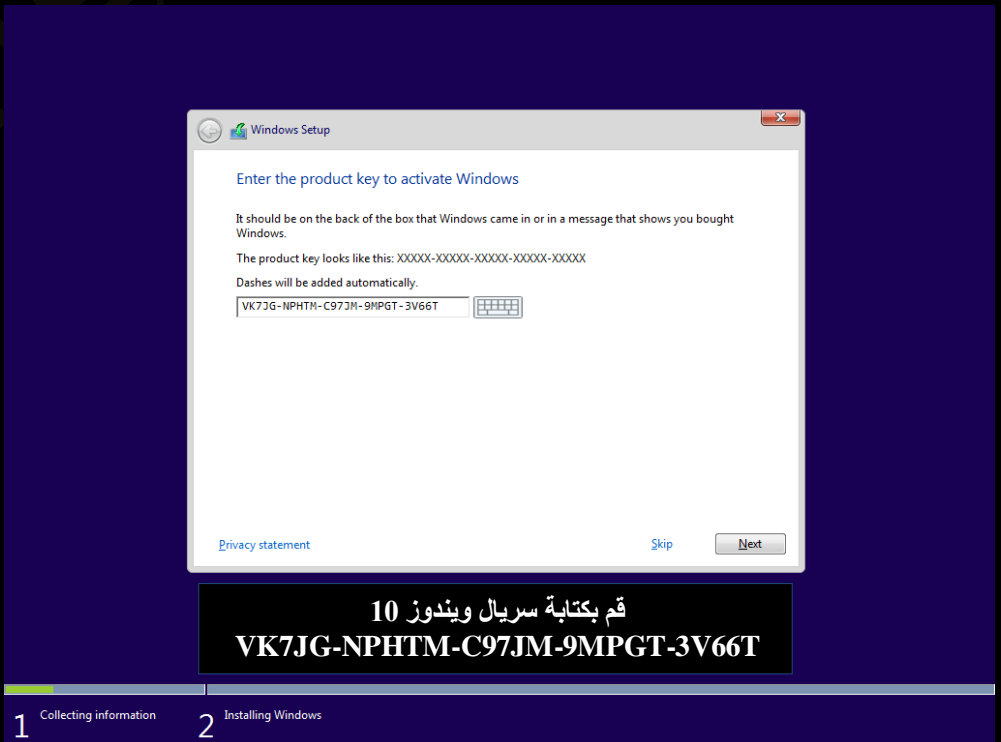 Windows Setup
Enter the product key to activate Windows
It should be on the back of the box that Windows came in or in a message that shows you bought
Windows.
The product key looks like this: XXXXX-XXXXX-XXXXX-XXXXX-XXXXX
Dashes will be added automatically.
VK7JG-NPHTM-C97JM-9MPGT-3V66T
Privacy statement
Skip
Next
قم بكتابة سريال ويندوز 10
VK7JG-NPHTM-C97JM-9MPGT-3V66T
1 Collecting information
2 Installing Windows